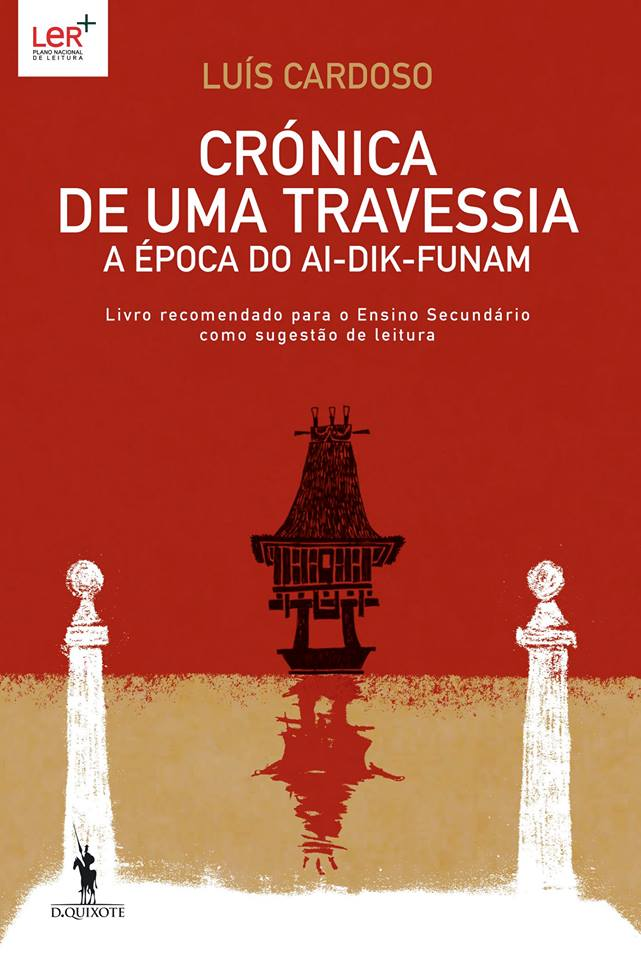 LeR+
PLANO NACIONAL
DE LEITURA
LUÍS CARDOSO
CRÓNICA
DE UMA TRAVESSIA
A ÉPOCA DO AI-DIK-FUNAM
Livro recomendado para o Ensino Secundário
como sugestão de leitura
D.QUIXOTE